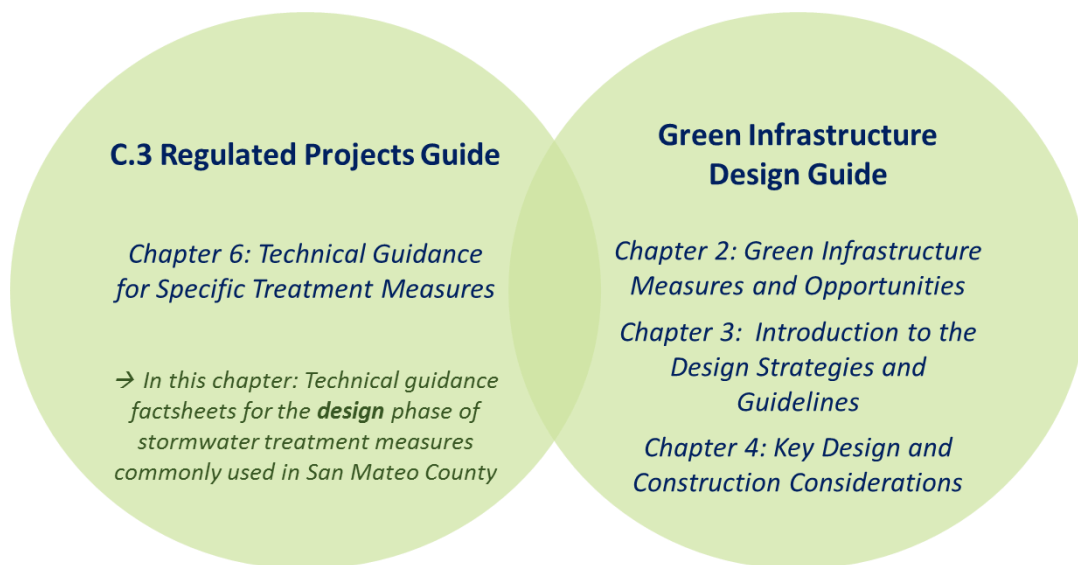 C.3 Regulated Projects Guide
Chapter 6: Technical Guidance
for Specific Treatment Measures
→ In this chapter: Technical guidance
factsheets for the design phase of
stormwater treatment measures
commonly used in San Mateo County
Green Infrastructure
Design Guide
Chapter 2: Green Infrastructure
Measures and Opportunities
Chapter 3: Introduction to the
Design Strategies and
Guidelines
Chapter 4: Key Design and
Construction Considerations